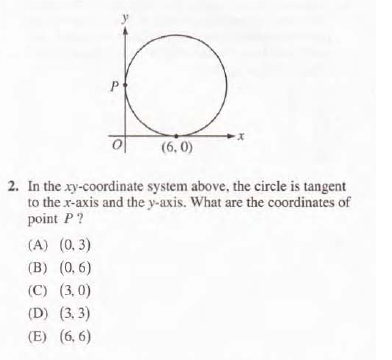 y
P
x
O
(6, 0)
2. In the xy-coordinate system above, the circle is tangent
to the x-axis and the y-axis. What are the coordinates of
point P ?
(A) (0, 3)
(B) (0, 6)
(C) (3, 0)
(D) (3, 3)
(E) (6, 6)